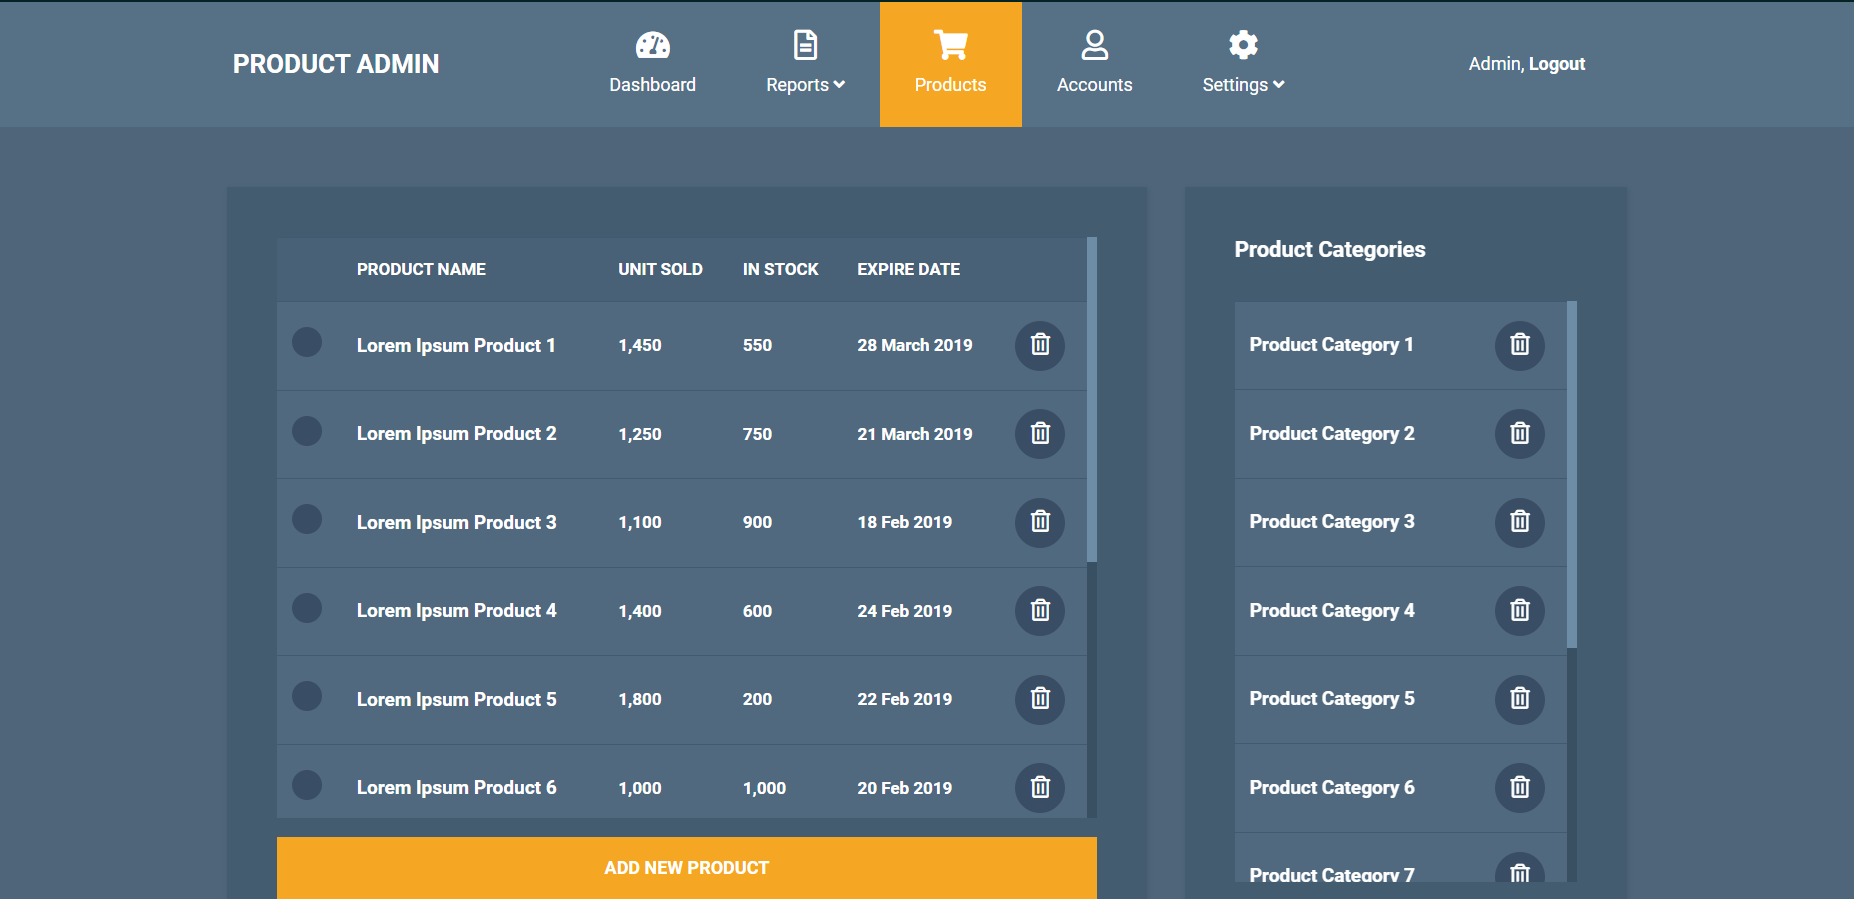 PRODUCT ADMIN
Dashboard
Reports
Products
Accounts
Settings
Admin, Logout
PRODUCT NAME UNIT SOLD IN STOCK EXPIRE DATE
Lorem Ipsum Product 1 1,450 550 28 March 2019
Lorem Ipsum Product 2 1,250 750 21 March 2019
Lorem Ipsum Product 3 1,100 900 18 Feb 2019
Lorem Ipsum Product 4 1,400 600 24 Feb 2019
Lorem Ipsum Product 5 1,800 200 22 Feb 2019
Lorem Ipsum Product 6 1,000 1,000 20 Feb 2019
ADD NEW PRODUCT
Product Categories
Product Category 1
Product Category 2
Product Category 3
Product Category 4
Product Category 5
Product Category 6
Product Category 7